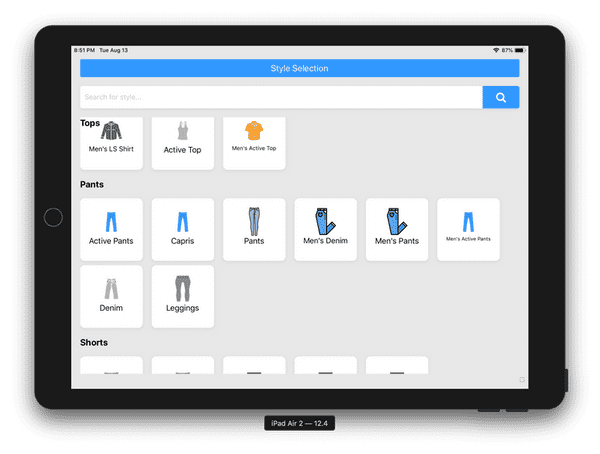 8:51 PM Tue Aug 13
87%
Style Selection
Search for style...
Tops
Men's LS Shirt
Active Top
Men's Active Top
Pants
Active Pants
Capris
Pants
Men's Denim
Men's Pants
Men's Active Pants
Denim
Leggings
Shorts
iPad Air 2 — 12.4